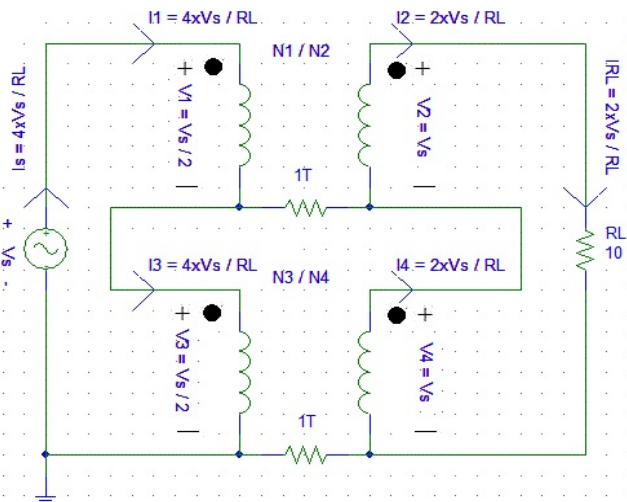 I1 = 4xVs / RL
I2 = 2xVs / RL
N1 / N2
Is = 4xVs / RL
+
V1 = Vs / 2
—
+
V2 = Vs
—
IRL = 2xVs / RL
1T
+
Vs
-
RL
10
I3 = 4xVs / RL
N3 / N4
I4 = 2xVs / RL
+
V3 = Vs / 2
—
+
V4 = Vs
—
1T